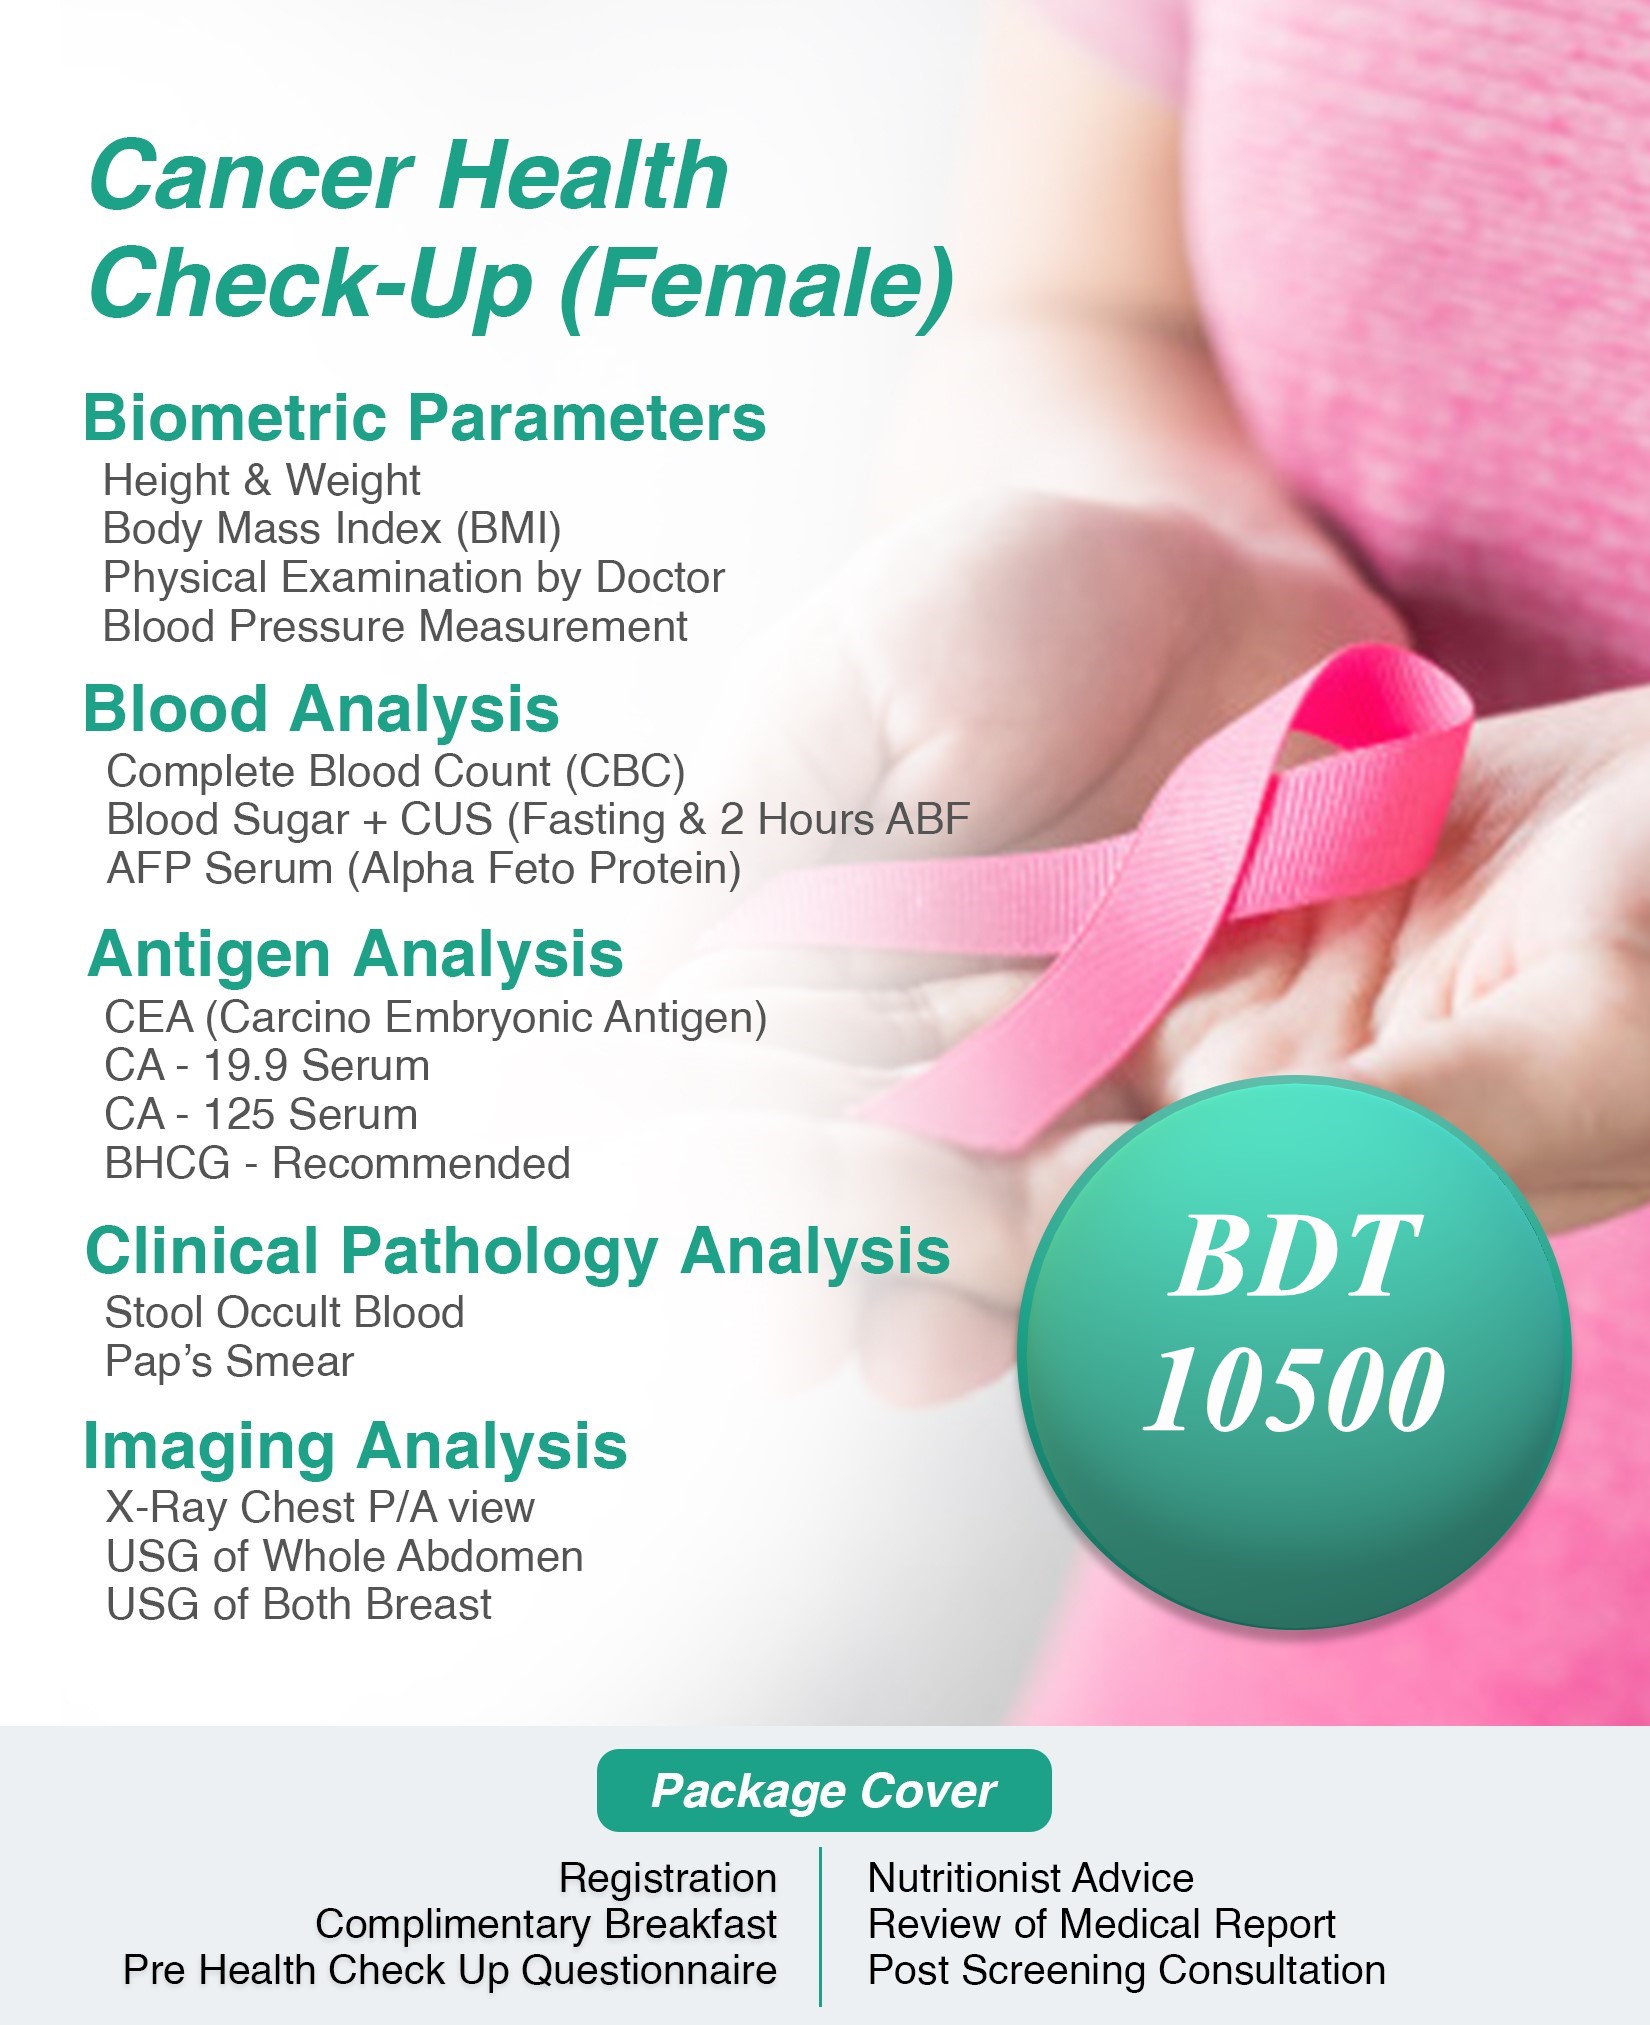 Cancer Health
Check-Up (Female)
Biometric Parameters
Height & Weight
Body Mass Index (BMI)
Physical Examination by Doctor
Blood Pressure Measurement
Blood Analysis
Complete Blood Count (CBC)
Blood Sugar + CUS (Fasting & 2 Hours ABF
AFP Serum (Alpha Feto Protein)
Antigen Analysis
CEA (Carcino Embryonic Antigen)
CA - 19.9 Serum
CA - 125 Serum
BHCG - Recommended
Clinical Pathology Analysis
Stool Occult Blood
Pap’s Smear
Imaging Analysis
X-Ray Chest P/A view
USG of Whole Abdomen
USG of Both Breast
BDT
10500
Package Cover
Registration
Complimentary Breakfast
Pre Health Check Up Questionnaire
Nutritionist Advice
Review of Medical Report
Post Screening Consultation